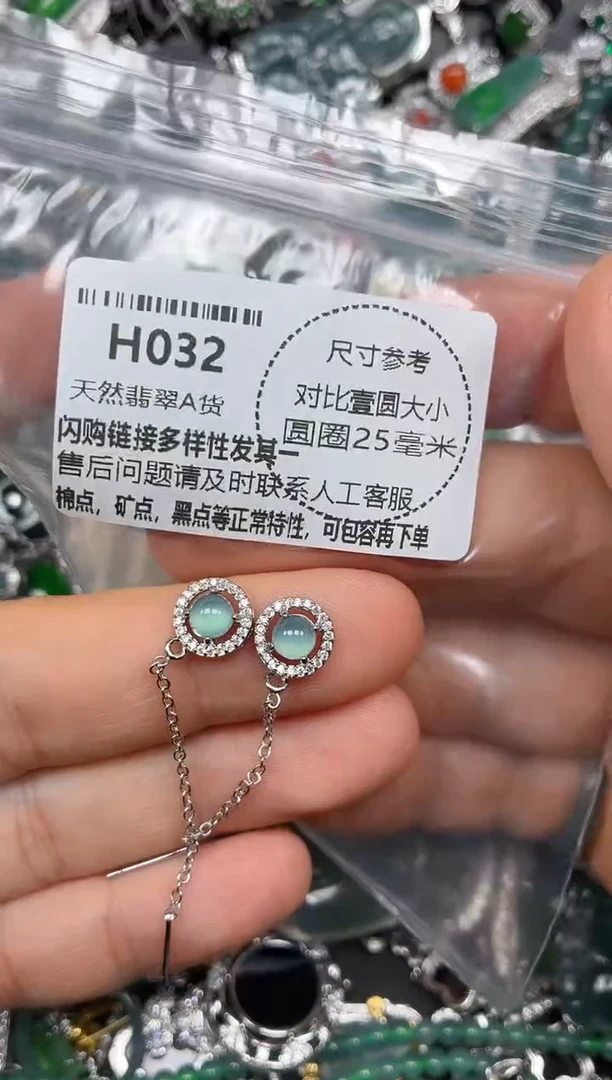 H032
天然翡翠A货
闪购链接多样性发其一
售后问题请及时联系人工客服
棉点，矿点，黑点等正常特性，可包容再下单
尺寸参考
对比壹圆大小
圆圈25毫米